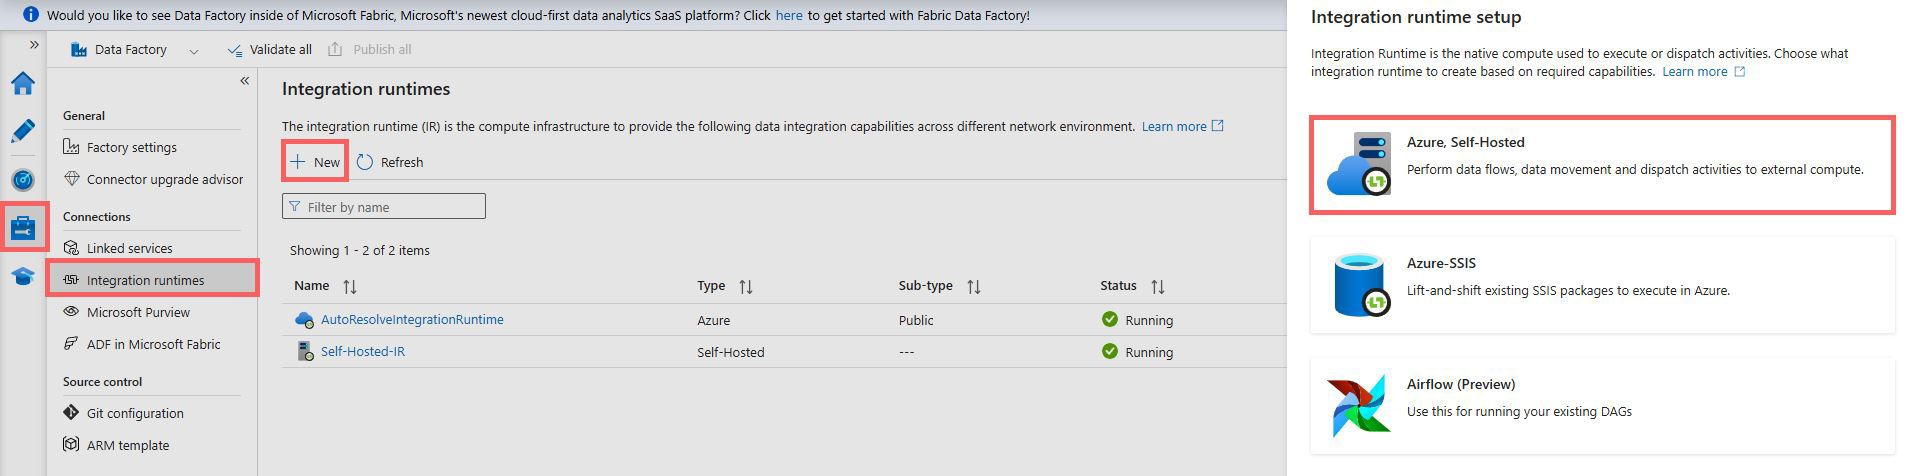 Would you like to see Data Factory inside of Microsoft Fabric, Microsoft's newest cloud-first data analytics SaaS platform? Click here to get started with Fabric Data Factory!
Data Factory Validate all Publish all
General
Factory settings
Connector upgrade advisor
Connections
Linked services
Integration runtimes
Microsoft Purview
ADF in Microsoft Fabric
Source control
Git configuration
ARM template
Integration runtimes
The integration runtime (IR) is the compute infrastructure to provide the following data integration capabilities across different network environment. Learn more
New Refresh
Filter by name
Showing 1 - 2 of 2 items
Name Type Sub-type Status
AutoResolveIntegrationRuntime Azure Public Running
Self-Hosted-IR Self-Hosted --- Running
Integration runtime setup
Integration Runtime is the native compute used to execute or dispatch activities. Choose what
integration runtime to create based on required capabilities. Learn more
Azure, Self-Hosted
Perform data flows, data movement and dispatch activities to external compute.
Azure-SSIS
Lift-and-shift existing SSIS packages to execute in Azure.
Airflow (Preview)
Use this for running your existing DAGs